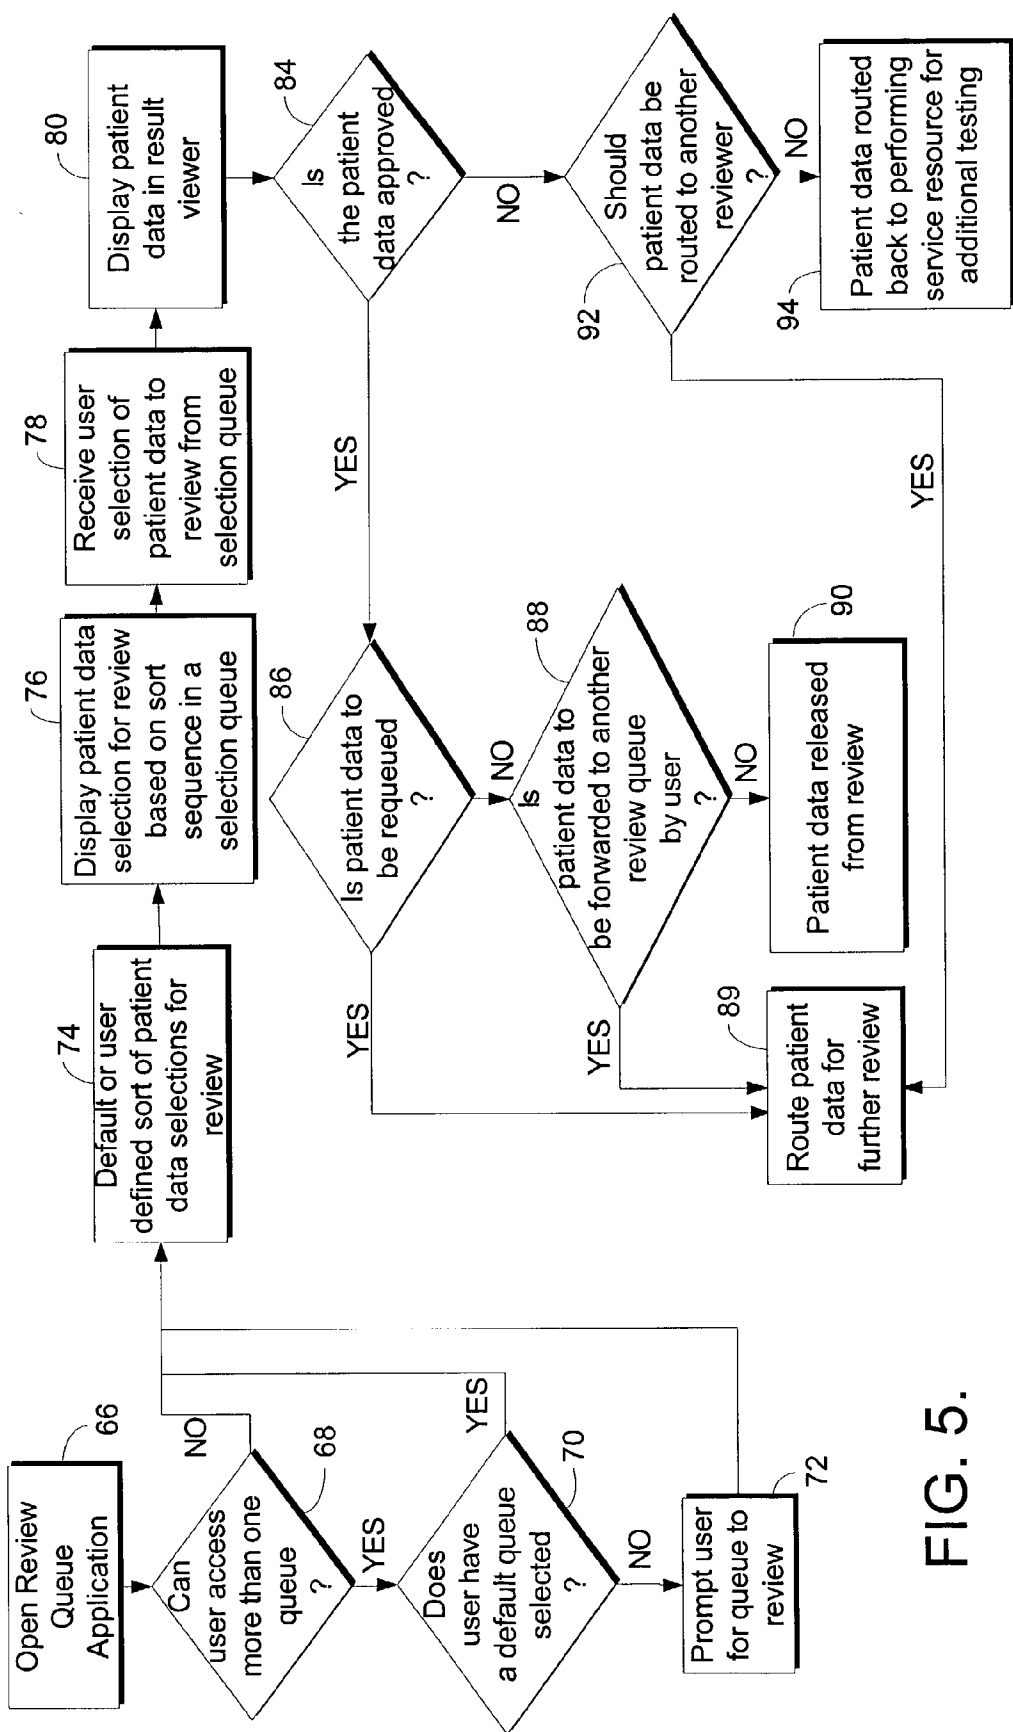 66
Open Review
Queue
Application
68
Can
user access
more than one
queue
?
NO
YES
70
Does
user have
a default queue
selected
?
YES
NO
72
Prompt user
for queue to
review
74
Default or user
defined sort of patient
data selections for
review
76
Display patient data
selection for review
based on sort
sequence in a
selection queue
78
Receive user
selection of
patient data to
review from
selection queue
80
Display patient
data in result
viewer
84
Is
the patient
data approved
?
YES
NO
86
Is patient data to
be requeued
?
YES
NO
88
Is
patient data to
be forwarded to another
review queue
by user
?
YES
NO
89
Route patient
data for
further review
90
Patient data released
from review
92
Should
patient data be
routed to another
reviewer
?
YES
NO
94
Patient data routed
back to performing
service resource for
additional testing
FIG. 5.